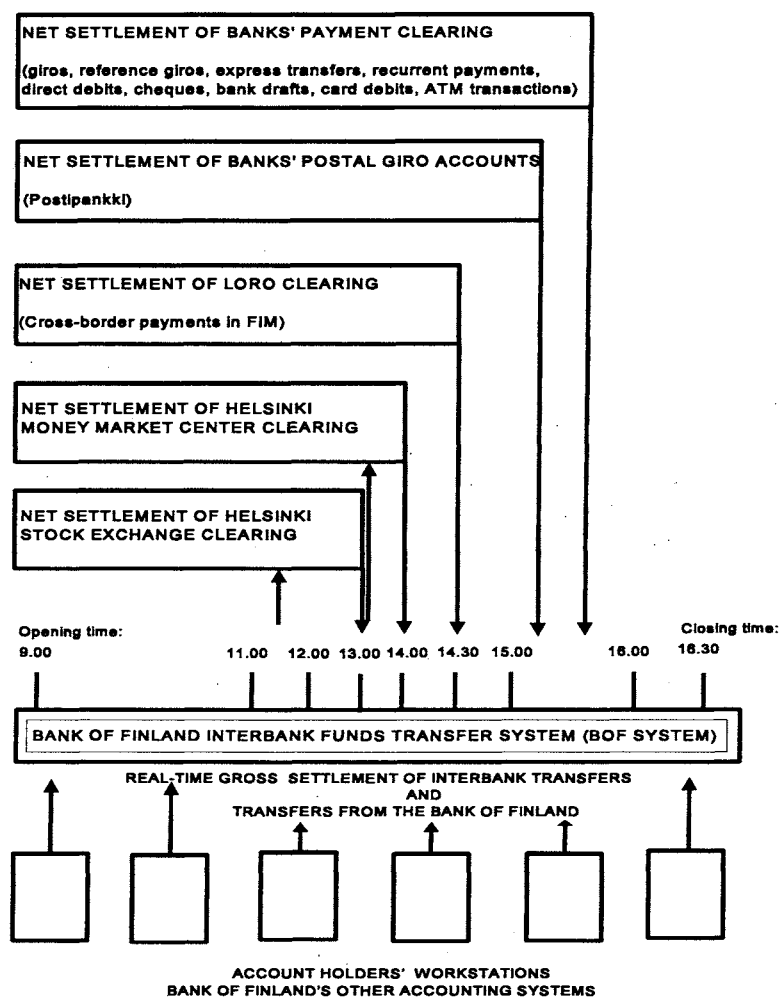 NET SETTLEMENT OF BANKS' PAYMENT CLEARING
(giros, reference giros, express transfers, recurrent payments,
direct debits, cheques, bank drafts, card debits, ATM transactions)
NET SETTLEMENT OF BANKS' POSTAL GIRO ACCOUNTS
(Postipankki)
NET SETTLEMENT OF LORO CLEARING
(Cross-border payments in FIM)
NET SETTLEMENT OF HELSINKI
MONEY MARKET CENTER CLEARING
NET SETTLEMENT OF HELSINKI
STOCK EXCHANGE CLEARING
Opening time: Closing time:
9.00 11.00 12.00 13.00 14.00 14.30 15.00 16.00 16.30
BANK OF FINLAND INTERBANK FUNDS TRANSFER SYSTEM (BOF SYSTEM)
REAL-TIME GROSS SETTLEMENT OF INTERBANK TRANSFERS
AND
TRANSFERS FROM THE BANK OF FINLAND
ACCOUNT HOLDERS' WORKSTATIONS
BANK OF FINLAND'S OTHER ACCOUNTING SYSTEMS